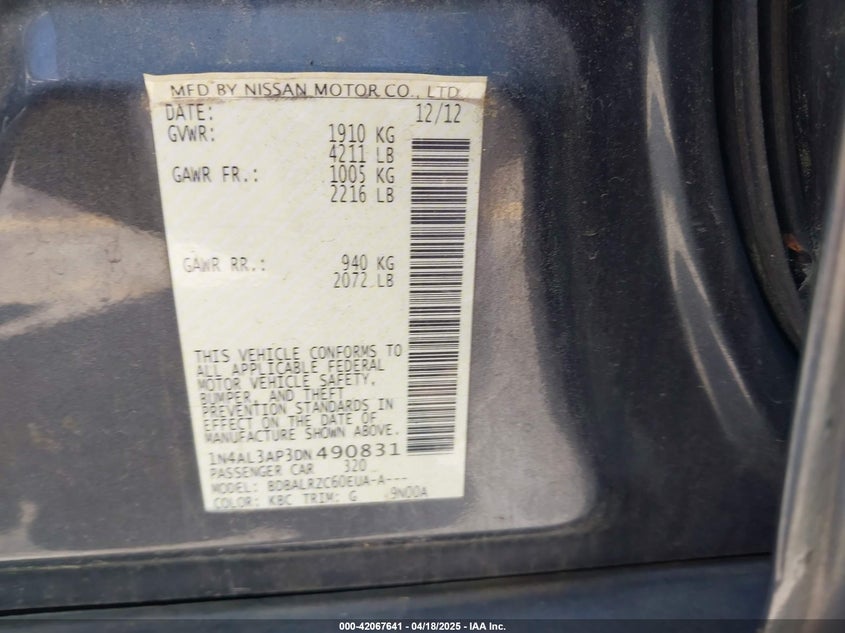 MFD BY NISSAN MOTOR CO., LTD.
DATE: 12/12
GVWR: 1910 KG
4211 LB
GAWR FR.: 1005 KG
2216 LB
GAWR RR.: 940 KG
2072 LB
THIS VEHICLE CONFORMS TO
ALL APPLICABLE FEDERAL
MOTOR VEHICLE SAFETY,
BUMPER, AND THEFT
PREVENTION STANDARDS IN
EFFECT ON THE DATE OF
MANUFACTURE SHOWN ABOVE.
1N4AL3AP3DN490831
PASSENGER CAR 320
MODEL: BDBALRZC60EUA-A---
COLOR: KBC TRIM: G 9N00A
000-42067641 | 04/18/2025 - IAA Inc.